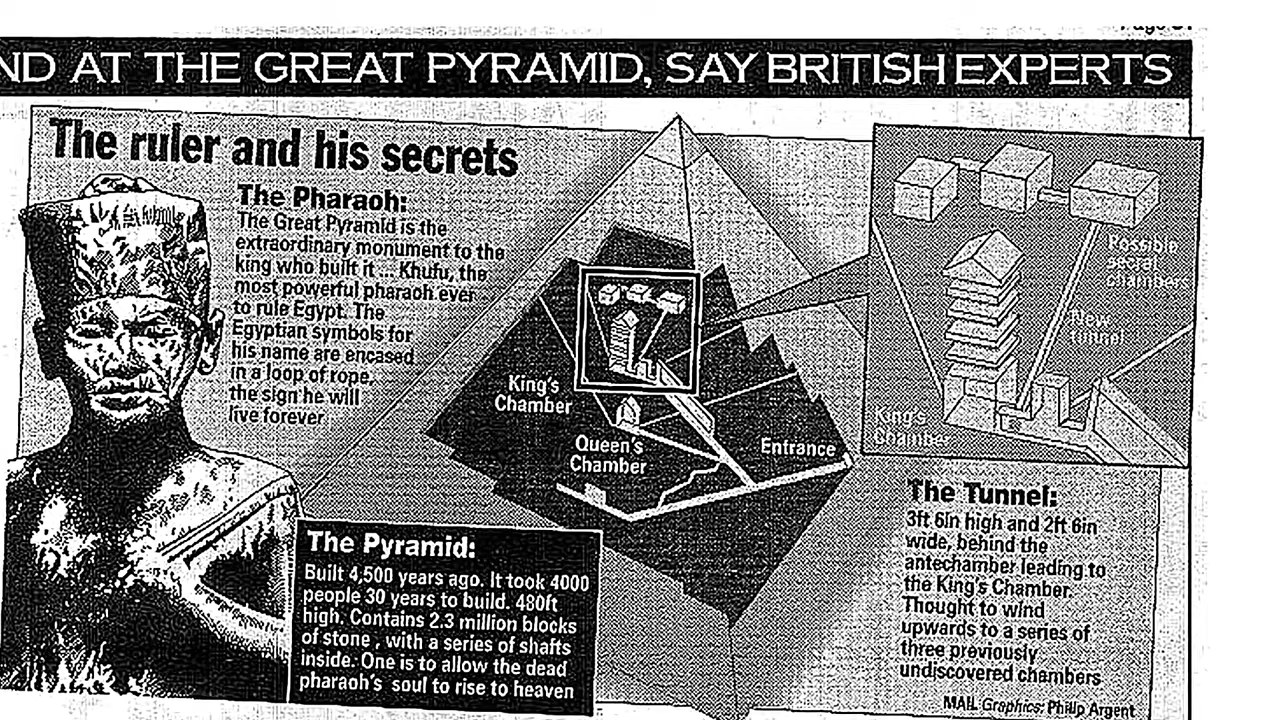 ND AT THE GREAT PYRAMID, SAY BRITISH EXPERTS
The ruler and his secrets
The Pharaoh:
The Great Pyramid is the
extraordinary monument to the
king who built it ... Khufu, the
most powerful pharaoh ever
to rule Egypt. The
Egyptian symbols for
his name are encased
in a loop of rope,
the sign he will
live forever
King's
Chamber
Queen's
Chamber
Entrance
Possible
secret
chambers
New
tunnel
King's
Chamber
The Pyramid:
Built 4,500 years ago. It took 4000
people 30 years to build. 480ft
high. Contains 2.3 million blocks
of stone , with a series of shafts
inside. One is to allow the dead
pharaoh's soul to rise to heaven
The Tunnel:
3ft 6in high and 2ft 6in
wide, behind the
antechamber leading to
the King's Chamber.
Thought to wind
upwards to a series of
three previously
undiscovered chambers
MAIL Graphics: Philip Argent